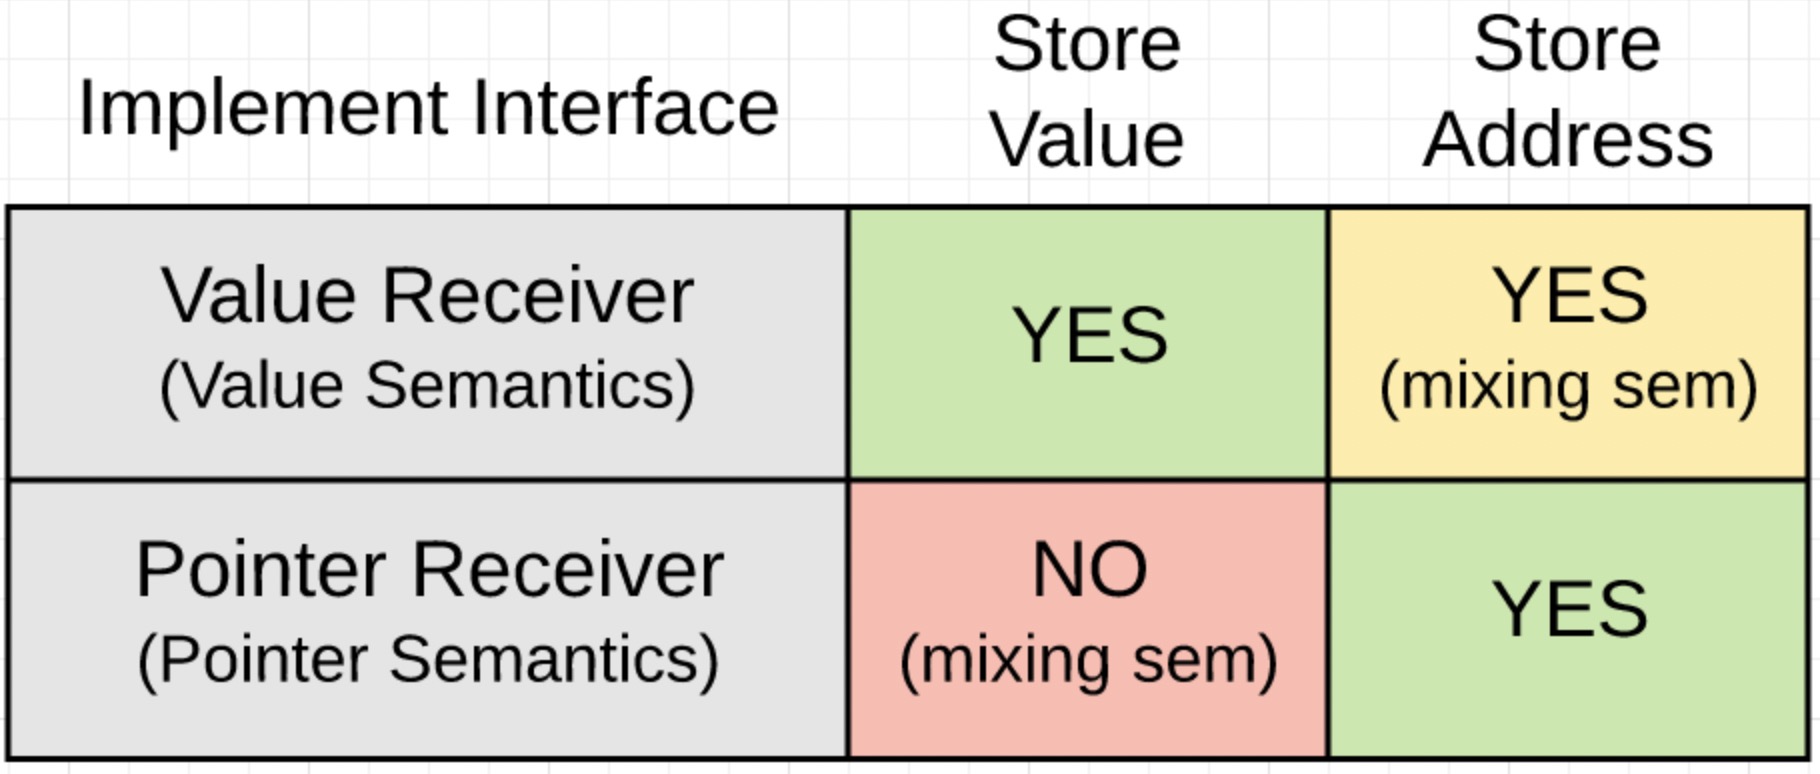 Implement Interface
Store
Value
Store
Address
Value Receiver
(Value Semantics)
YES
YES
(mixing sem)
Pointer Receiver
(Pointer Semantics)
NO
(mixing sem)
YES